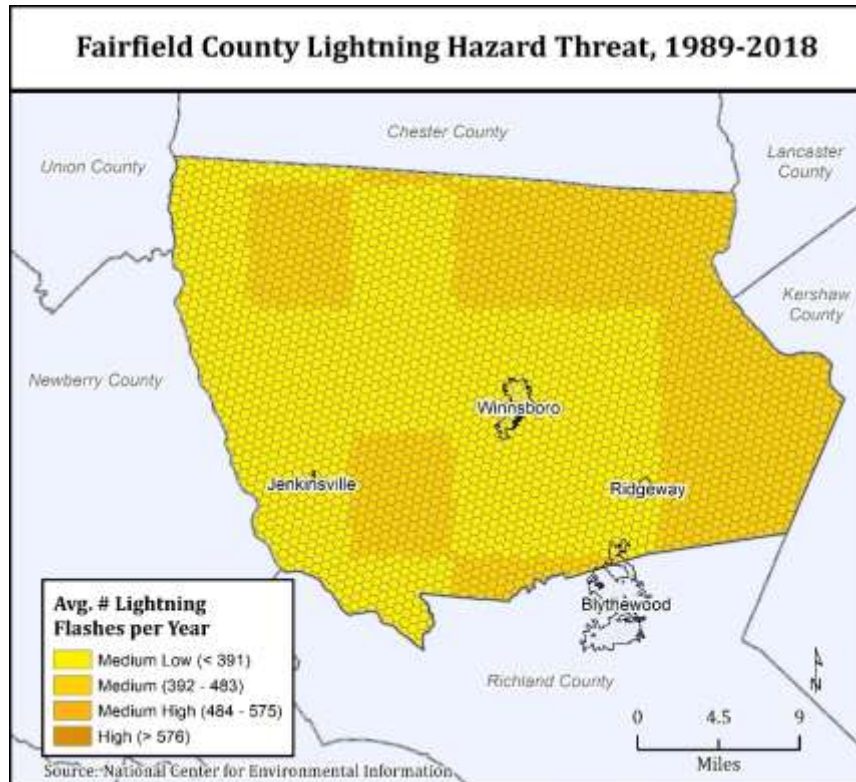 Fairfield County Lightning Hazard Threat, 1989-2018
Chester County
Union County
Lancaster
County
Kershaw
County
Newberry County
Winnsboro
Jenkinsville
Ridgeway
Blythewood
Richland County
Avg. # Lightning
Flashes per Year
Medium Low (< 391)
Medium (392 - 483)
Medium High (484 - 575)
High (> 576)
N
0 4.5 9
Miles
Source: National Center for Environmental Information